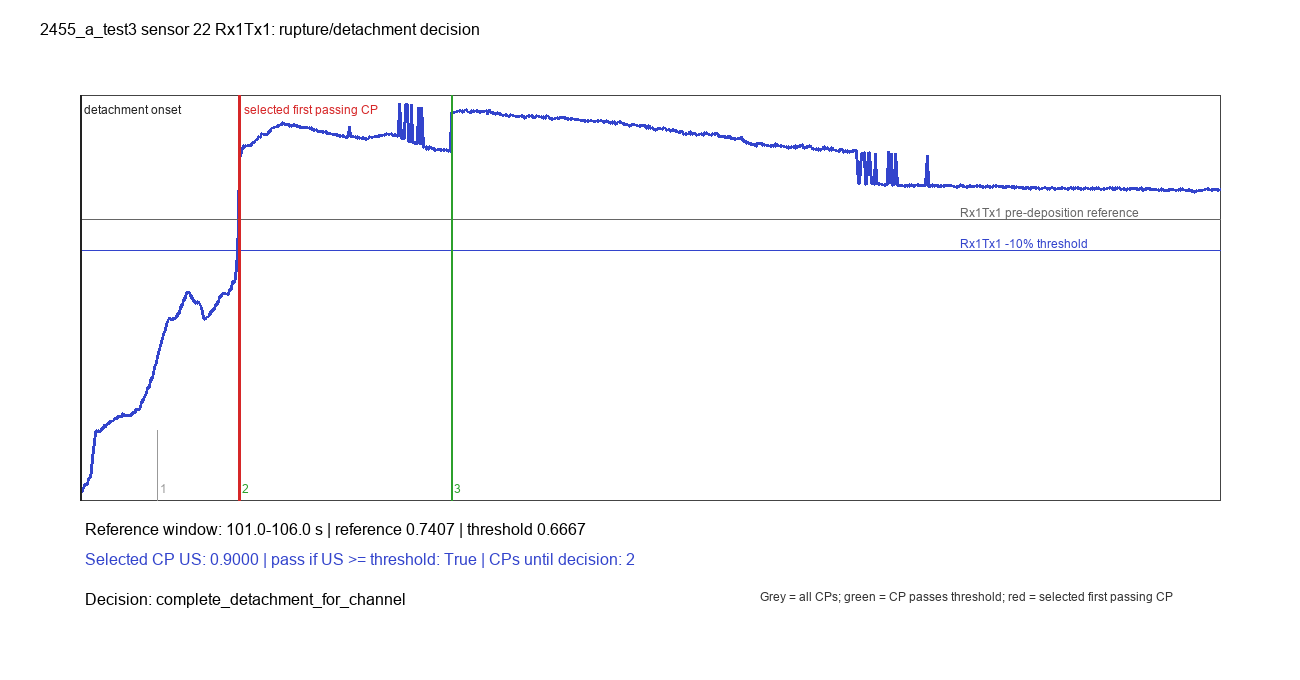 2455_a_test3 sensor 22 Rx1Tx1: rupture/detachment decision
detachment onset
selected first passing CP
Rx1Tx1 pre-deposition reference
Rx1Tx1 -10% threshold
1
2
3
Reference window: 101.0-106.0 s | reference 0.7407 | threshold 0.6667
Selected CP US: 0.9000 | pass if US >= threshold: True | CPs until decision: 2
Decision: complete_detachment_for_channel
Grey = all CPs; green = CP passes threshold; red = selected first passing CP